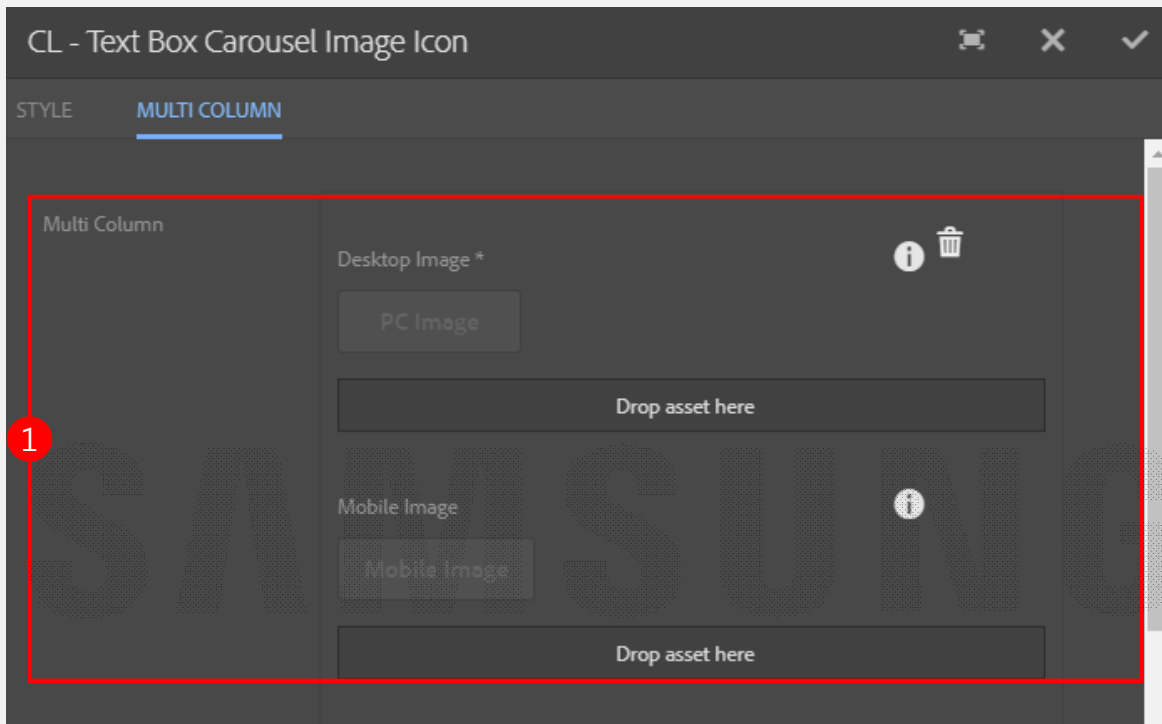 CL - Text Box Carousel Image Icon
STYLE MULTI COLUMN
Multi Column
Desktop Image *
PC Image
Drop asset here
1
SAMSUNG
Mobile Image
Mobile Image
Drop asset here